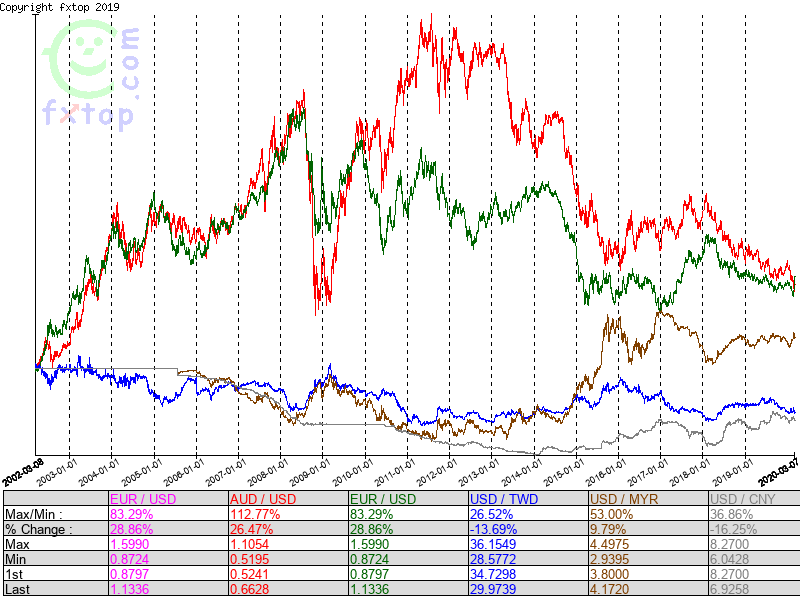 Copyright fxtop 2019
fxtop.com
2002-03-08 2003-01-01 2004-01-01 2005-01-01 2006-01-01 2007-01-01 2008-01-01 2009-01-01 2010-01-01 2011-01-01 2012-01-01 2013-01-01 2014-01-01 2015-01-01 2016-01-01 2017-01-01 2018-01-01 2019-01-01 2020-03-07
EUR / USD AUD / USD EUR / USD USD / TWD USD / MYR USD / CNY
Max/Min : 83.29% 112.77% 83.29% 26.52% 53.00% 36.86%
% Change : 28.86% 26.47% 28.86% -13.69% 9.79% -16.25%
Max 1.5990 1.1054 1.5990 36.1549 4.4975 8.2700
Min 0.8724 0.5195 0.8724 28.5772 2.9395 6.0428
1st 0.8797 0.5241 0.8797 34.7298 3.8000 8.2700
Last 1.1336 0.6628 1.1336 29.9739 4.1720 6.9258